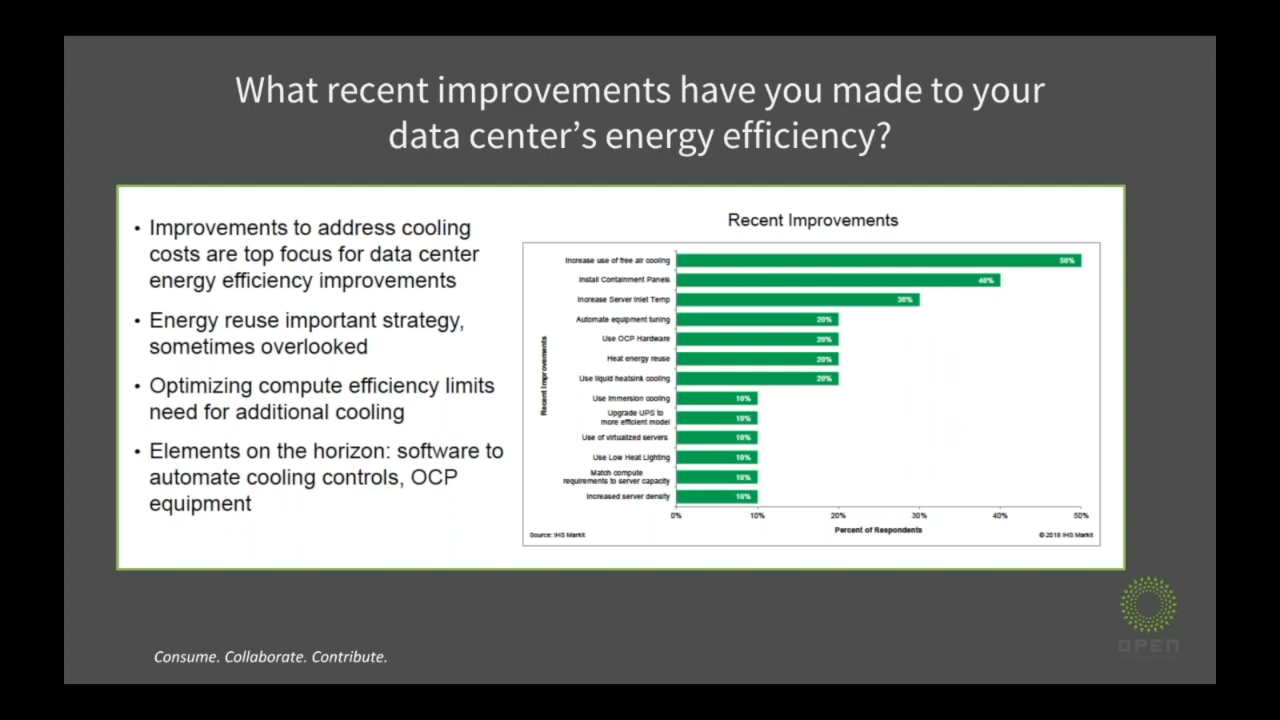 What recent improvements have you made to your
data center’s energy efficiency?
• Improvements to address cooling
costs are top focus for data center
energy efficiency improvements
• Energy reuse important strategy,
sometimes overlooked
• Optimizing compute efficiency limits
need for additional cooling
• Elements on the horizon: software to
automate cooling controls, OCP
equipment
Recent Improvements
Recent Improvements
Increase use of free air cooling 50%
Install Containment Panels 40%
Increase Server Inlet Temp 30%
Automate equipment tuning 20%
Use OCP Hardware 20%
Heat energy reuse 20%
Use liquid heatsink cooling 20%
Use Immersion cooling 10%
Upgrade UPS to
more efficient model 10%
Use of virtualized servers 10%
Use Low Heat Lighting 10%
Match compute
requirements to server capacity 10%
Increased server density 10%
0% 10% 20% 30% 40% 50%
Percent of Respondents
Source: IHS Markit
© 2018 IHS Markit
OPEN
Consume. Collaborate. Contribute.